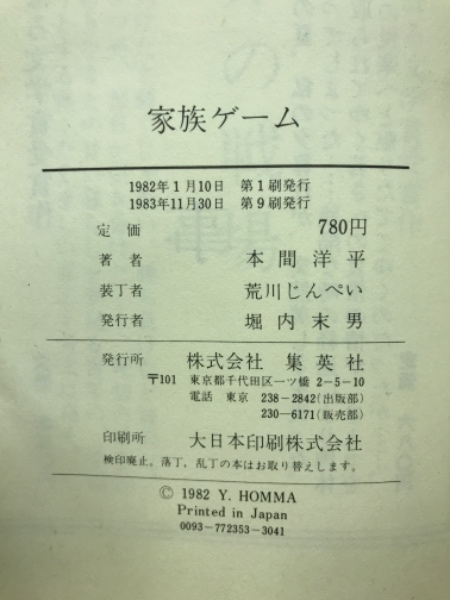 家族ゲーム
1982年1月10日 第1刷発行
1983年11月30日 第9刷発行
定価 780円
著者 本間洋平
装丁者 荒川じんぺい
発行者 堀内末男
発行所 株式会社 集英社
〒101 東京都千代田区一ツ橋 2-5-10
電話 東京 238-2842(出版部)
230-6171(販売部)
印刷所 大日本印刷株式会社
検印廃止。落丁,乱丁の本はお取り替えします。
© 1982 Y. HOMMA
Printed in Japan
0093-772353-3041